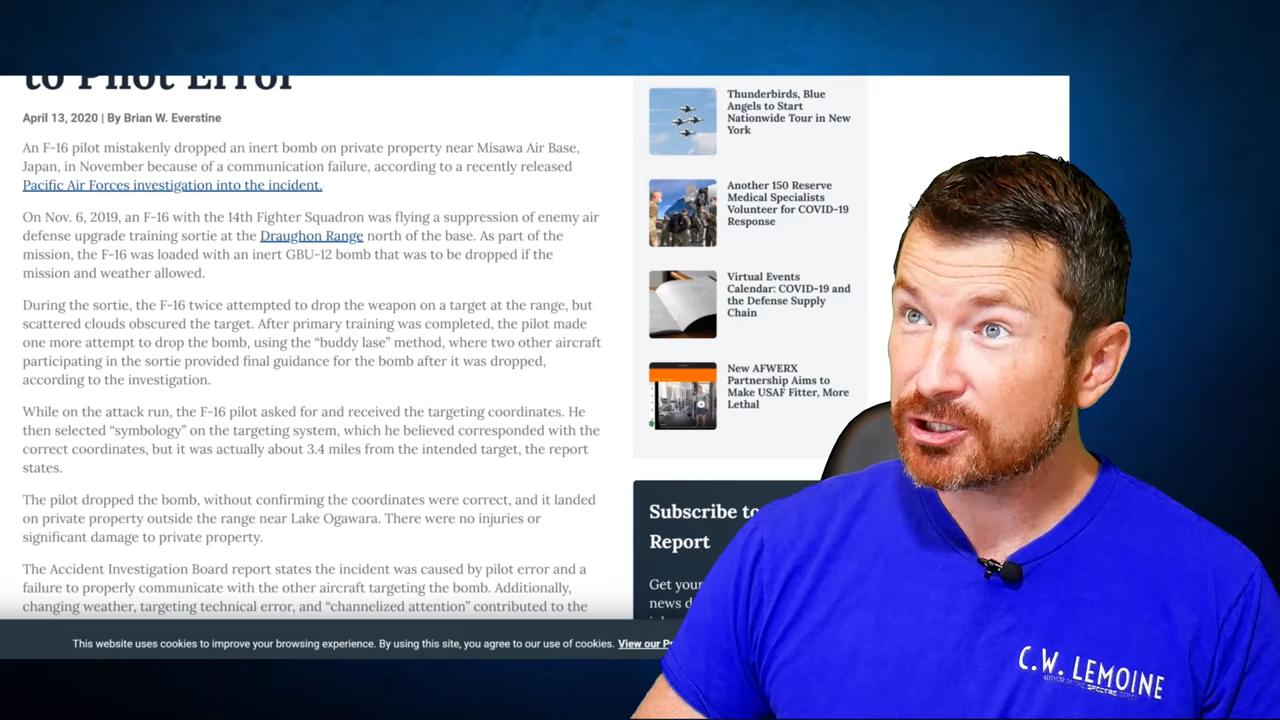 to Pilot Error
April 13, 2020 | By Brian W. Everstine
An F-16 pilot mistakenly dropped an inert bomb on private property near Misawa Air Base,
Japan, in November because of a communication failure, according to a recently released
Pacific Air Forces investigation into the incident.
On Nov. 6, 2019, an F-16 with the 14th Fighter Squadron was flying a suppression of enemy air
defense upgrade training sortie at the Draughon Range north of the base. As part of the
mission, the F-16 was loaded with an inert GBU-12 bomb that was to be dropped if the
mission and weather allowed.
During the sortie, the F-16 twice attempted to drop the weapon on a target at the range, but
scattered clouds obscured the target. After primary training was completed, the pilot made
one more attempt to drop the bomb, using the “buddy lase” method, where two other aircraft
participating in the sortie provided final guidance for the bomb after it was dropped,
according to the investigation.
While on the attack run, the F-16 pilot asked for and received the targeting coordinates. He
then selected “symbology” on the targeting system, which he believed corresponded with the
correct coordinates, but it was actually about 3.4 miles from the intended target, the report
states.
The pilot dropped the bomb, without confirming the coordinates were correct, and it landed
on private property outside the range near Lake Ogawara. There were no injuries or
significant damage to private property.
The Accident Investigation Board report states the incident was caused by pilot error and a
failure to properly communicate with the other aircraft targeting the bomb. Additionally,
changing weather, targeting technical error, and “channelized attention” contributed to the
Thunderbirds, Blue
Angels to Start
Nationwide Tour in New
York
Another 150 Reserve
Medical Specialists
Volunteer for COVID-19
Response
Virtual Events
Calendar: COVID-19 and
the Defense Supply
Chain
New AFWERX
Partnership Aims to
Make USAF Fitter, More
Lethal
Subscribe to
Report
Get your
news d
This website uses cookies to improve your browsing experience. By using this site, you agree to our use of cookies. View our Pr
C.W. LEMOINE
AUTHOR OF THE SPECTRE SERIES